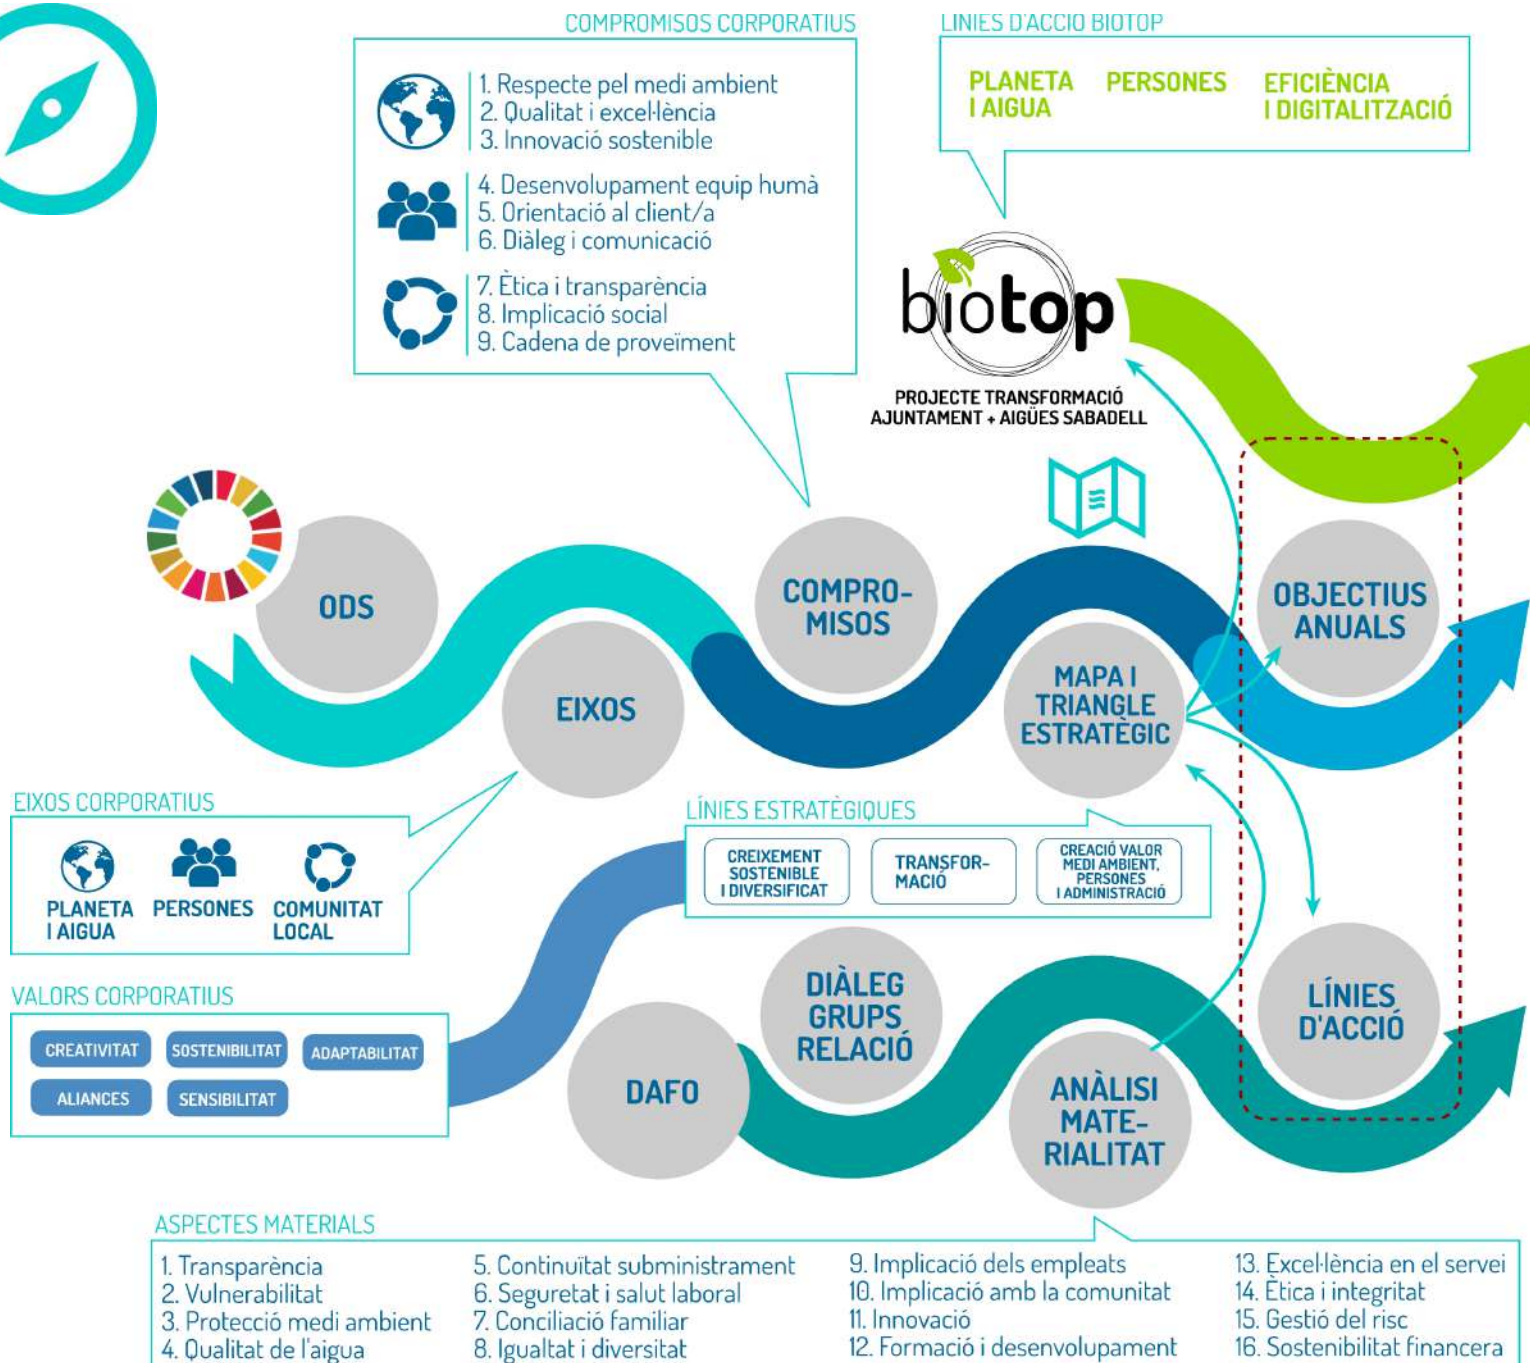 COMPROMISOS CORPORATIUS
1. Respecte pel medi ambient
2. Qualitat i excel·lència
3. Innovació sostenible
4. Desenvolupament equip humà
5. Orientació al client/a
6. Diàleg i comunicació
7. Ètica i transparència
8. Implicació social
9. Cadena de proveïment
LÍNIES D'ACCIÓ BIOTOP
PLANETA
I AIGUA
PERSONES
EFICIÈNCIA
I DIGITALITZACIÓ
biotop
PROJECTE TRANSFORMACIÓ
AJUNTAMENT + AIGÜES SABADELL
ODS
EIXOS
COMPRO-
MISOS
MAPA I
TRIANGLE
ESTRATÈGIC
OBJECTIUS
ANUALS
EIXOS CORPORATIUS
PLANETA
I AIGUA
PERSONES
COMUNITAT
LOCAL
LÍNIES ESTRATÈGIQUES
CREIXEMENT
SOSTENIBLE
I DIVERSIFICAT
TRANSFOR-
MACIÓ
CREACIÓ VALOR
MEDI AMBIENT,
PERSONES
I ADMINISTRACIÓ
VALORS CORPORATIUS
CREATIVITAT
SOSTENIBILITAT
ADAPTABILITAT
ALIANCES
SENSIBILITAT
DAFO
DIÀLEG
GRUPS
RELACIÓ
ANÀLISI
MATE-
RIALITAT
LÍNIES
D'ACCIÓ
ASPECTES MATERIALS
1. Transparència
2. Vulnerabilitat
3. Protecció medi ambient
4. Qualitat de l'aigua
5. Continuïtat subministrament
6. Seguretat i salut laboral
7. Conciliació familiar
8. Igualtat i diversitat
9. Implicació dels empleats
10. Implicació amb la comunitat
11. Innovació
12. Formació i desenvolupament
13. Excel·lència en el servei
14. Ètica i integritat
15. Gestió del risc
16. Sostenibilitat financera